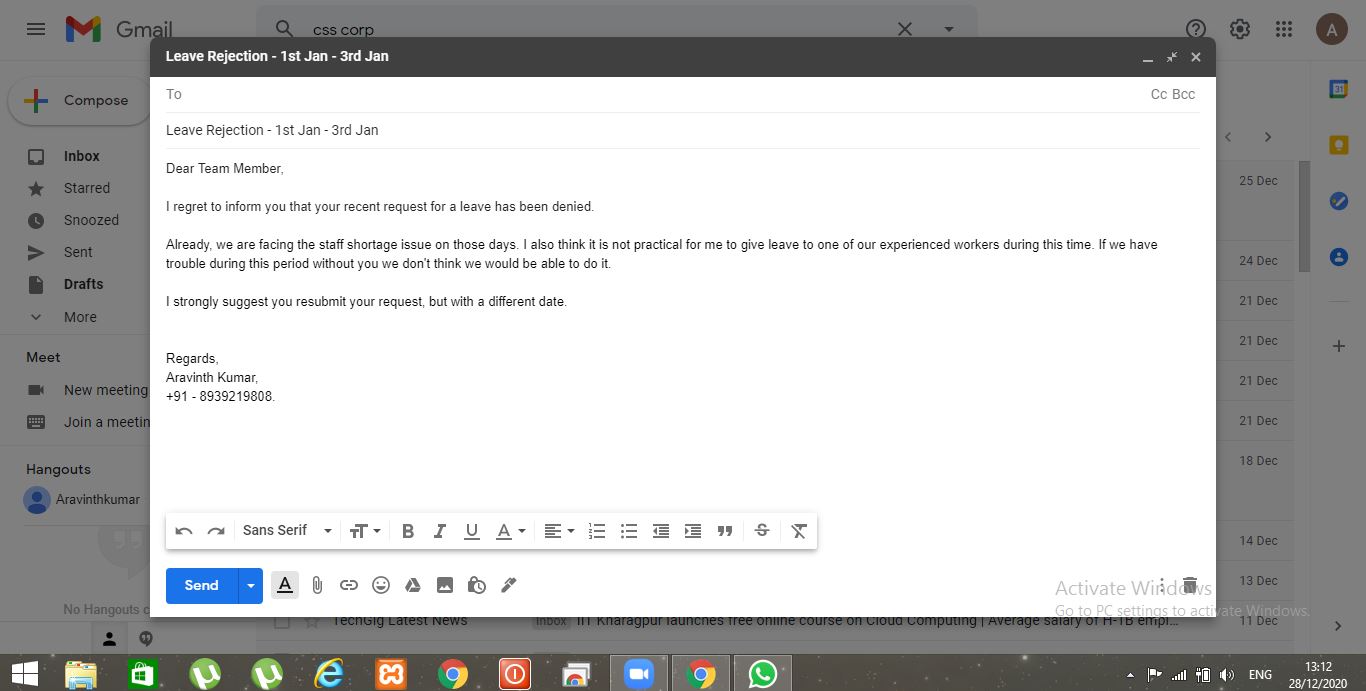 Gmail
css corp
A
Leave Rejection - 1st Jan - 3rd Jan
Compose
To
Cc Bcc
Leave Rejection - 1st Jan - 3rd Jan
Dear Team Member,
I regret to inform you that your recent request for a leave has been denied.
Already, we are facing the staff shortage issue on those days. I also think it is not practical for me to give leave to one of our experienced workers during this time. If we have
trouble during this period without you we don't think we would be able to do it.
I strongly suggest you resubmit your request, but with a different date.
Regards,
Aravinth Kumar,
+91 - 8939219808.
Inbox
Starred
Snoozed
Sent
Drafts
More
Meet
New meeting
Join a meetin
Hangouts
Aravinthkumar
No Hangouts c
31
25 Dec
24 Dec
21 Dec
21 Dec
21 Dec
21 Dec
18 Dec
14 Dec
13 Dec
11 Dec
Sans Serif
B I U A
Send
A
Activate Windows
Go to PC settings to activate Windows.
TechGig Latest News Inbox IIT Kharagpur launches free online course on Cloud Computing | Average salary of H-1B empl...
ENG
13:12
28/12/2020